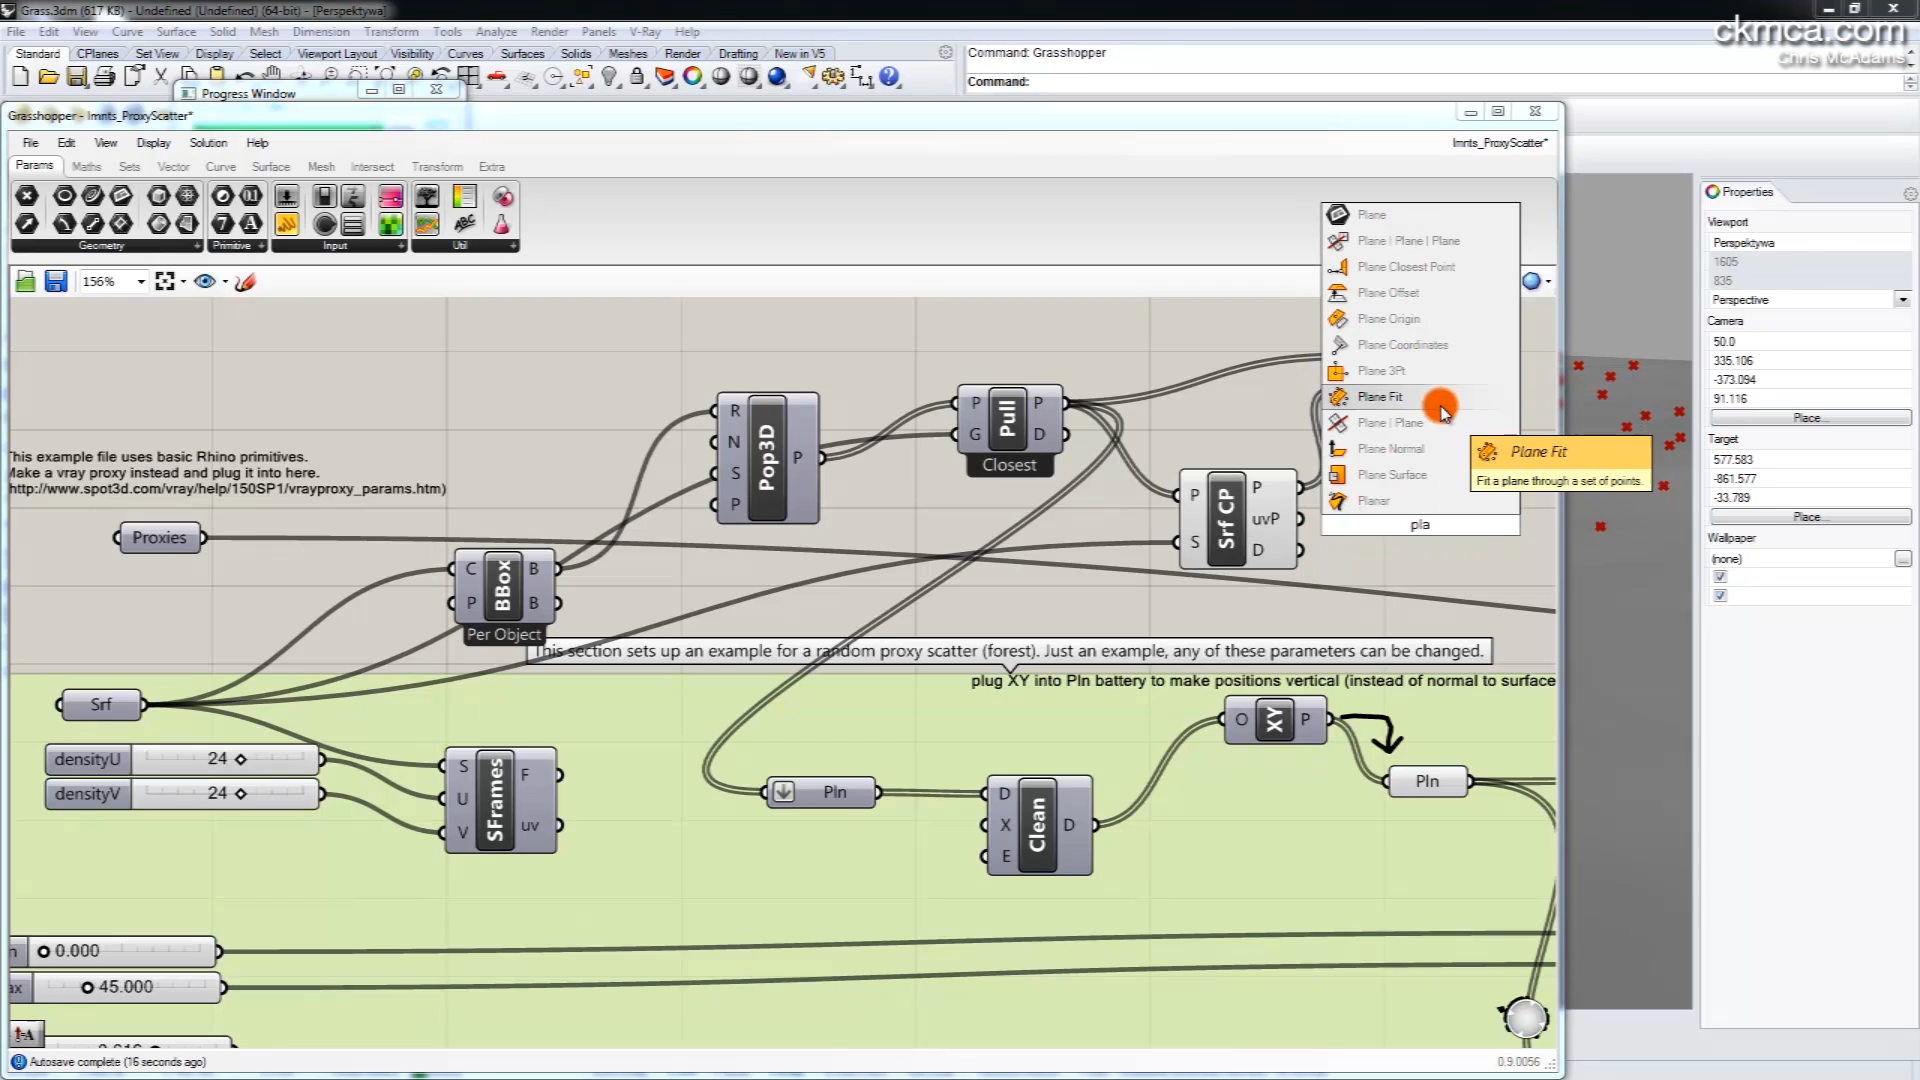 Grass.3dm (617 KB) - Undefined (Undefined) (64-bit) - [Perspektywa]
ckmca.com
Chris McAdams
File Edit View Curve Surface Solid Mesh Dimension Transform Tools Analyze Render Panels V-Ray Help
Standard CPlanes Set View Display Select Viewport Layout Visibility Curves Surfaces Solids Meshes Render Drafting New in V5
Command: Grasshopper
Command:
Progress Window
Grasshopper - lmnts_ProxyScatter*
File Edit View Display Solution Help
lmnts_ProxyScatter*
Params Maths Sets Vector Curve Surface Mesh Intersect Transform Extra
Geometry
Primitive
Input
Util
156%
Plane
Plane | Plane | Plane
Plane Closest Point
Plane Offset
Plane Origin
Plane Coordinates
Plane 3Pt
Plane Fit
Plane | Plane
Plane Normal
Plane Surface
Planar
pla
Plane Fit
Fit a plane through a set of points.
R N S P
Pop3D
P
P G
Pull
P D
Closest
P S
Srf CP
P uvP D
This example file uses basic Rhino primitives.
Make a vray proxy instead and plug it into here.
http://www.spot3d.com/vray/help/150SP1/vrayproxy_params.htm)
Proxies
C P
BBox
B B
Per Object
This section sets up an example for a random proxy scatter (forest). Just an example, any of these parameters can be changed.
plug XY into Pln battery to make positions vertical (instead of normal to surface
Srf
densityU 24
densityV 24
S U V
SFrames
F uv
Pln
D X E
Clean
D
O XY P
Pln
0.000
ax 45.000
Autosave complete (16 seconds ago)
0.9.0056
Properties
Viewport
Perspektywa
1605
835
Perspective
Camera
50.0
335.106
-373.094
91.116
Place...
Target
577.583
-861.577
-33.789
Place...
Wallpaper
(none)